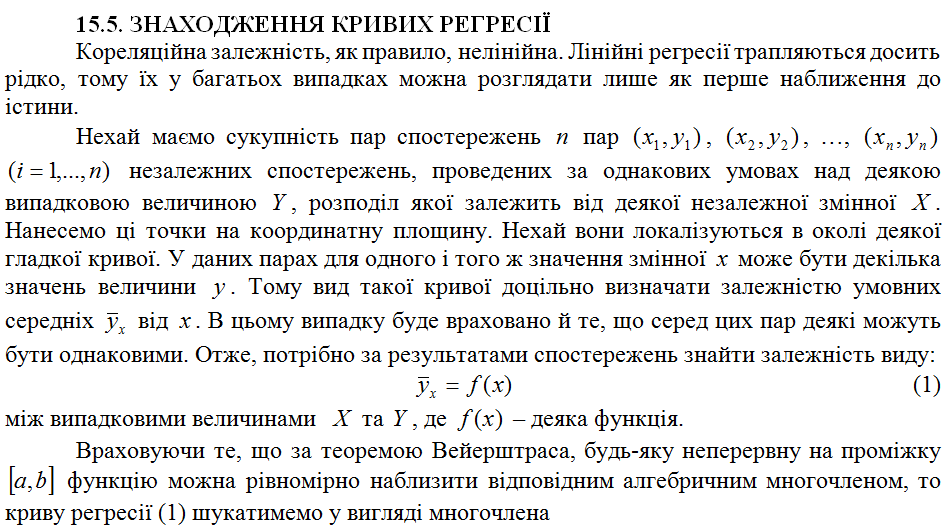 15.5. ЗНАХОДЖЕННЯ КРИВИХ РЕГРЕСІЇ
Кореляційна залежність, як правило, нелінійна. Лінійні регресії трапляються досить
рідко, тому їх у багатьох випадках можна розглядати лише як перше наближення до
істини.
Нехай маємо сукупність пар спостережень n пар (x₁, y₁), (x₂, y₂), …, (xₙ, yₙ)
(i = 1,...,n) незалежних спостережень, проведених за однакових умовах над деякою
випадковою величиною Y, розподіл якої залежить від деякої незалежної змінної X.
Нанесемо ці точки на координатну площину. Нехай вони локалізуються в околі деякої
гладкої кривої. У даних парах для одного і того ж значення змінної x може бути декілька
значень величини y. Тому вид такої кривої доцільно визначати залежністю умовних
середніх ȳₓ від x. В цьому випадку буде враховано й те, що серед цих пар деякі можуть
бути однаковими. Отже, потрібно за результатами спостережень знайти залежність виду:
ȳₓ = f(x) (1)
між випадковими величинами X та Y, де f(x) – деяка функція.
Враховуючи те, що за теоремою Вейерштраса, будь-яку неперервну на проміжку
[a,b] функцію можна рівномірно наблизити відповідним алгебричним многочленом, то
криву регресії (1) шукатимемо у вигляді многочлена